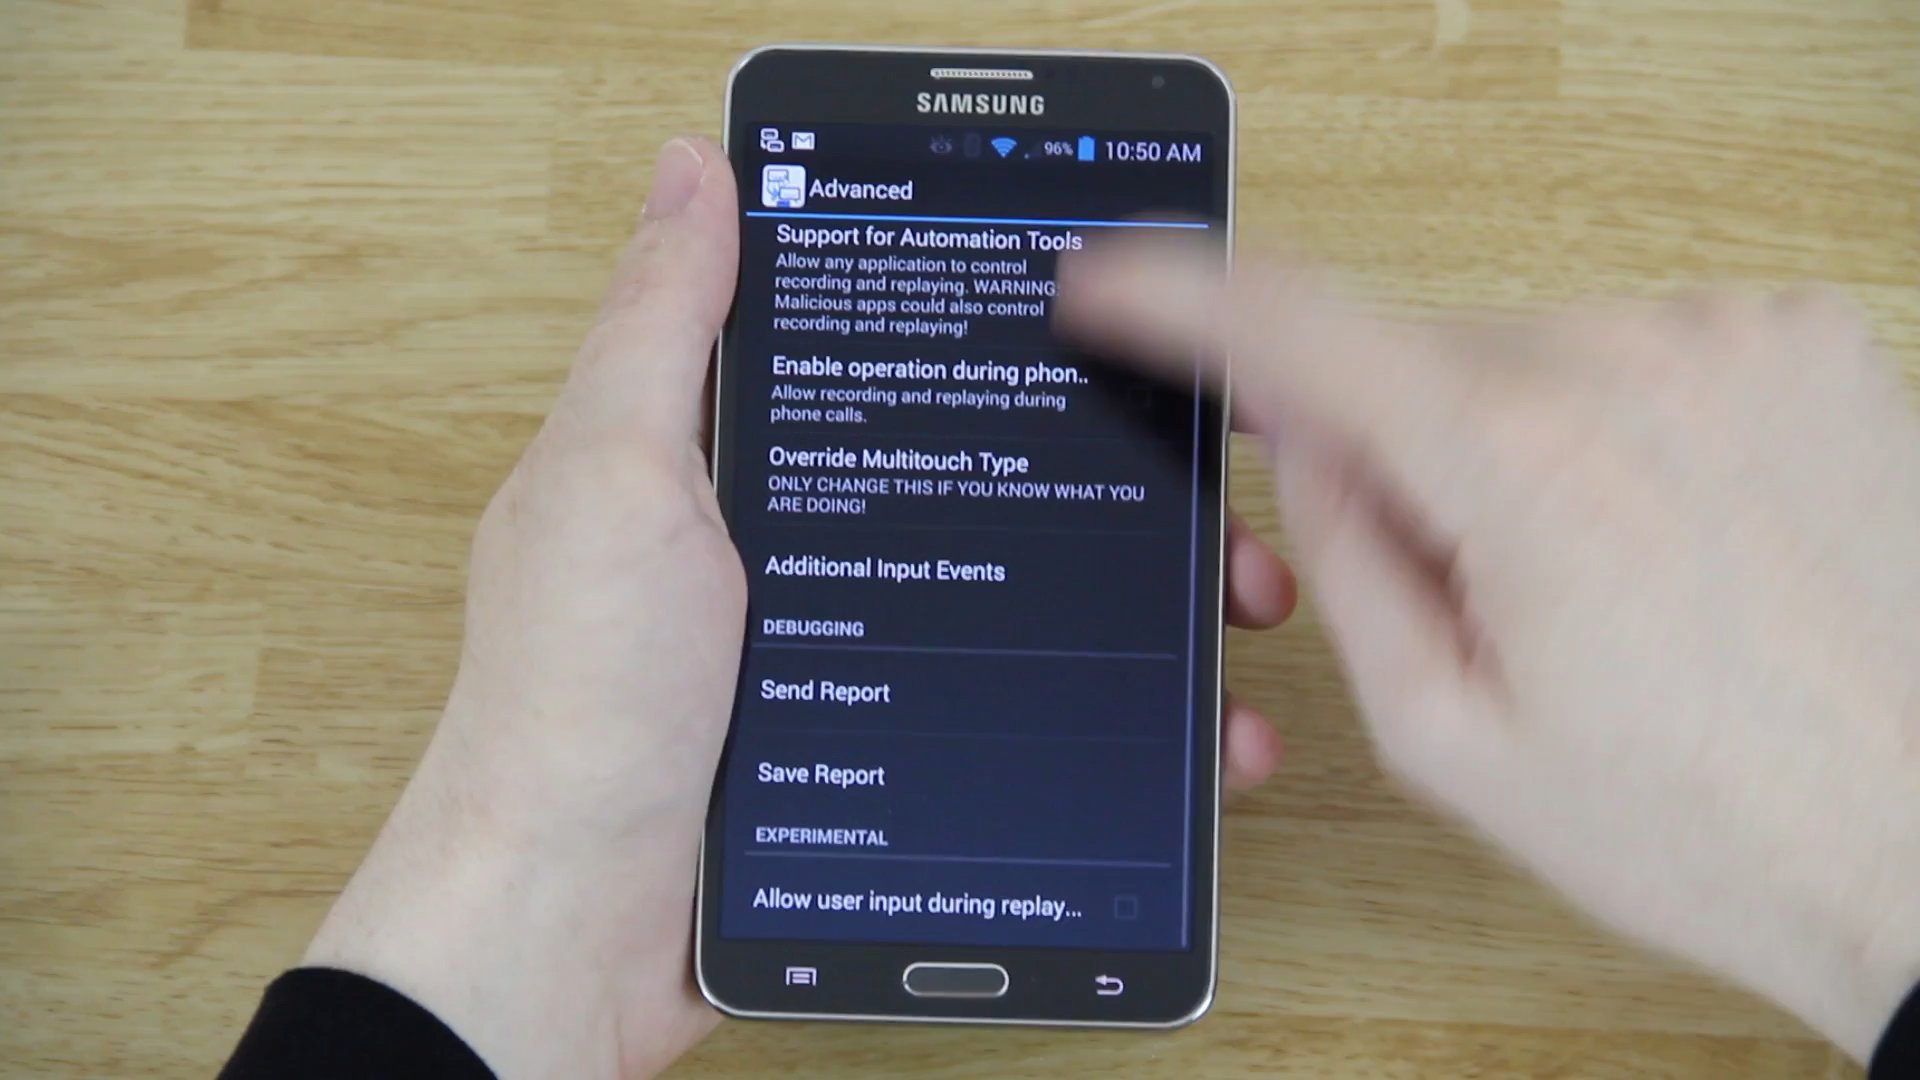 SAMSUNG
96% 10:50 AM
Advanced
Support for Automation Tools
Allow any application to control
recording and replaying. WARNING:
Malicious apps could also control
recording and replaying!
Enable operation during phon..
Allow recording and replaying during
phone calls.
Override Multitouch Type
ONLY CHANGE THIS IF YOU KNOW WHAT YOU
ARE DOING!
Additional Input Events
DEBUGGING
Send Report
Save Report
EXPERIMENTAL
Allow user input during replay...